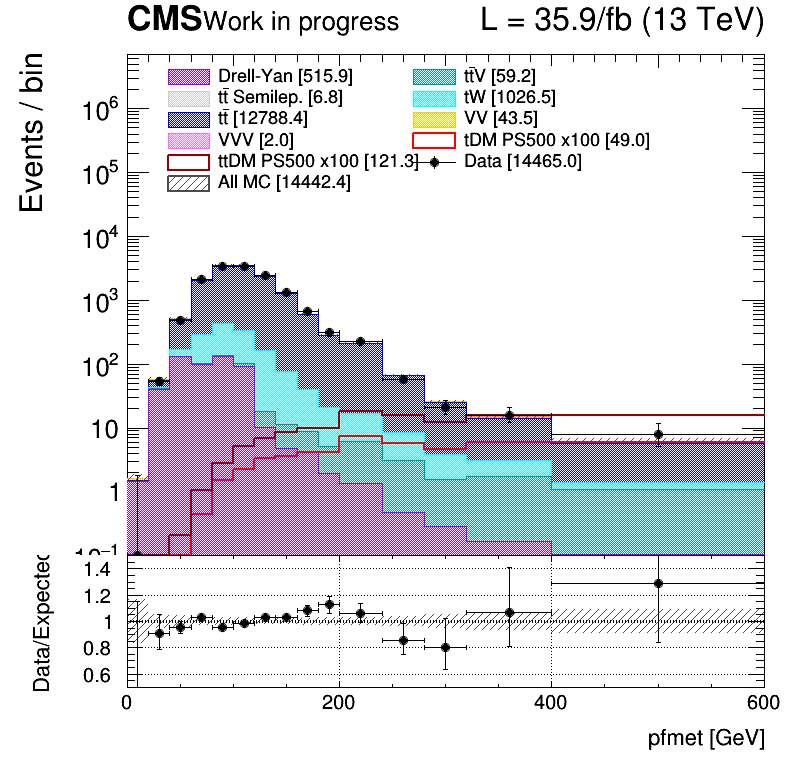 CMS Work in progress L = 35.9/fb (13 TeV)
Events / bin
Drell-Yan [515.9] tt̄V [59.2]
tt̄ Semilep. [6.8] tW [1026.5]
tt̄ [12788.4] VV [43.5]
VVV [2.0] tDM PS500 x100 [49.0]
ttDM PS500 x100 [121.3] Data [14465.0]
All MC [14442.4]
10⁶
10⁵
10⁴
10³
10²
10
1
10⁻¹
Data/Expected
1.4
1.2
1
0.8
0.6
0 200 400 600
pfmet [GeV]